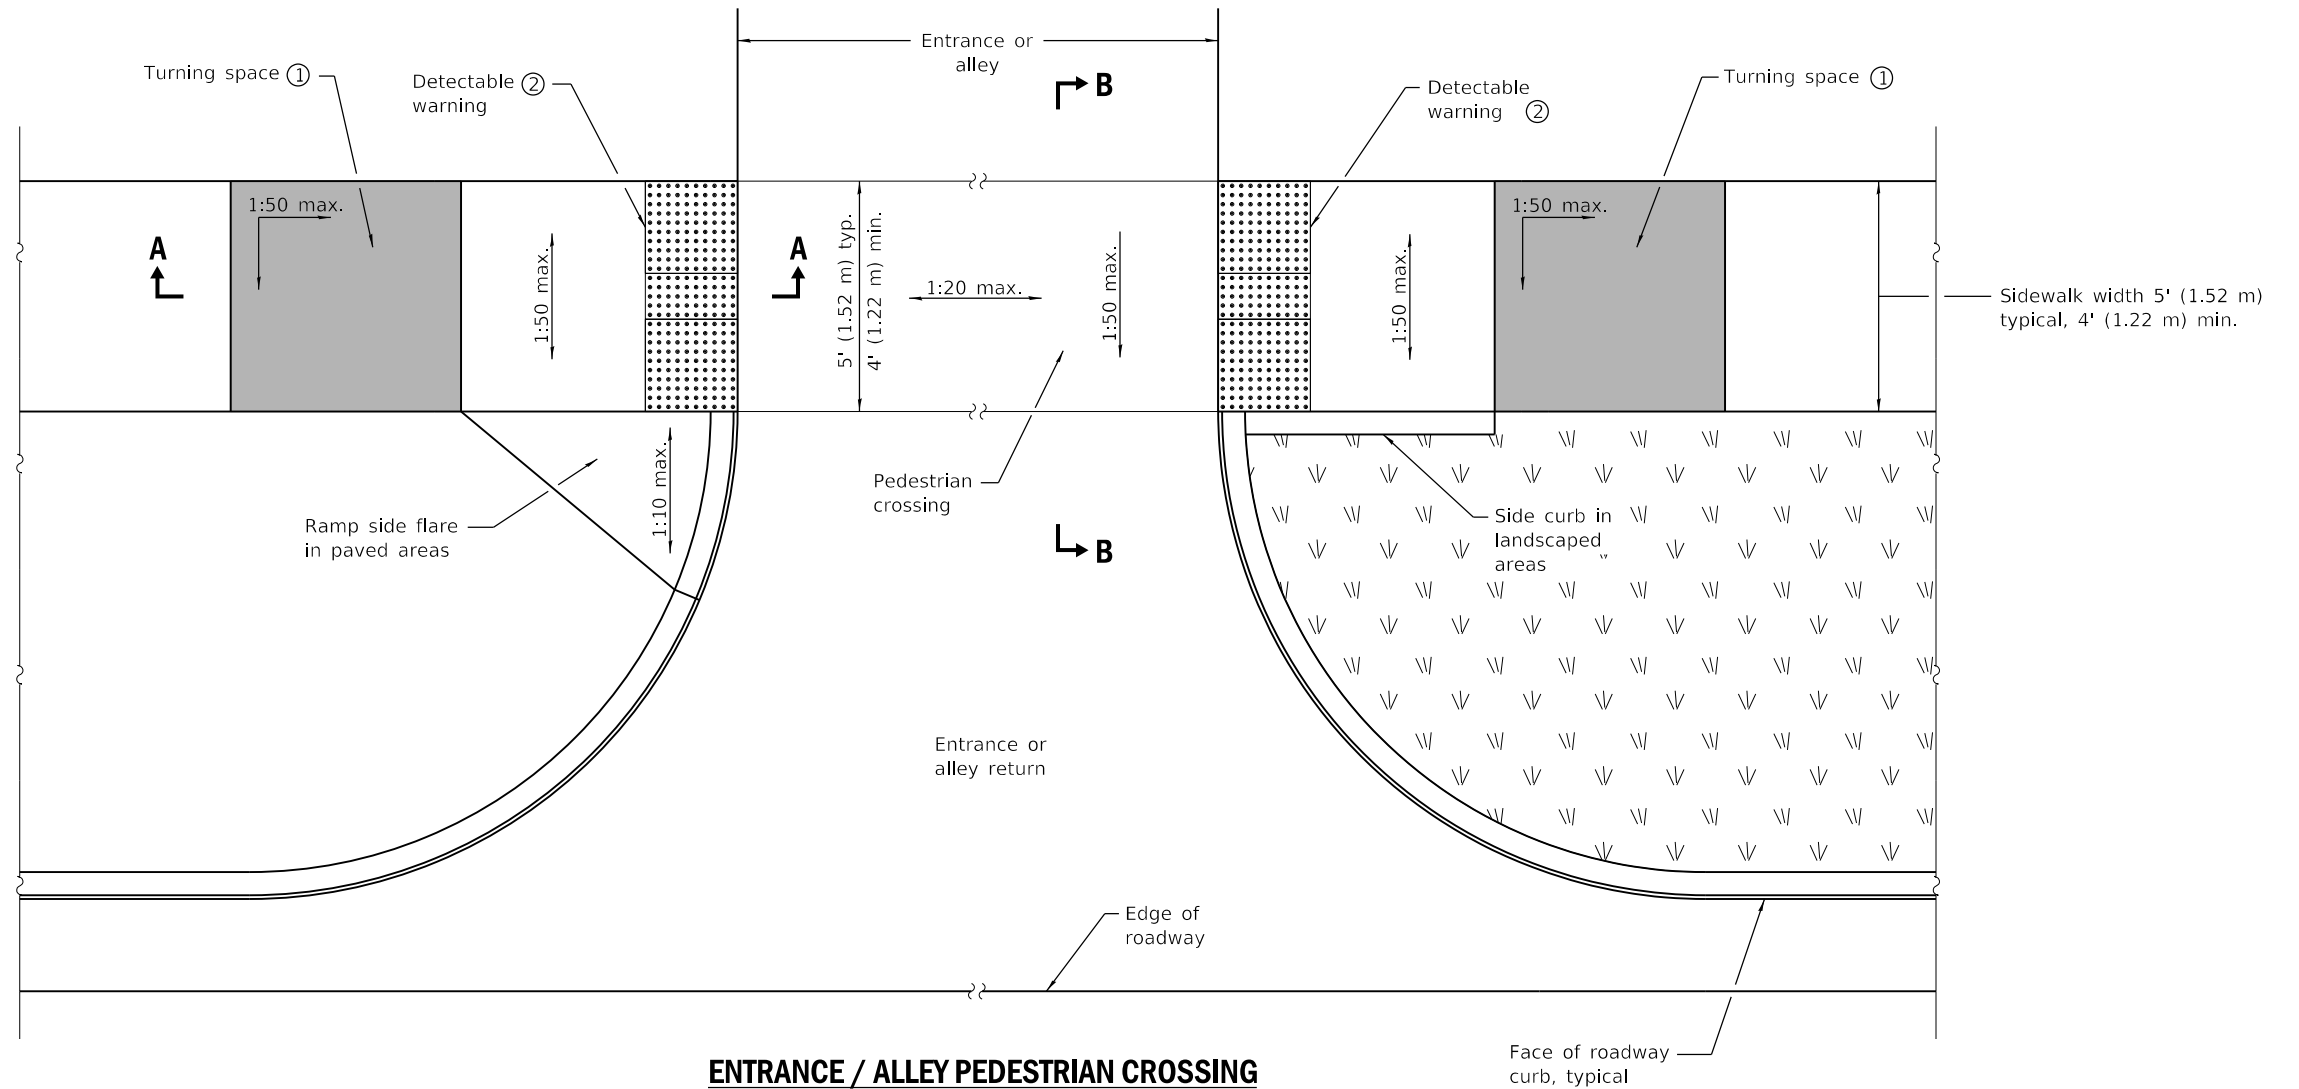 Entrance or
alley
Turning space ①
Detectable ②
warning
B
Detectable
warning ②
Turning space ①
1:50 max.
1:50 max.
A
A
1:50 max.
5' (1.52 m) typ.
4' (1.22 m) min.
1:20 max.
1:50 max.
1:50 max.
Sidewalk width 5' (1.52 m)
typical, 4' (1.22 m) min.
1:10 max.
Pedestrian
crossing
Ramp side flare
in paved areas
B
Side curb in
landscaped
areas
Entrance or
alley return
Edge of
roadway
Face of roadway
curb, typical
ENTRANCE / ALLEY PEDESTRIAN CROSSING